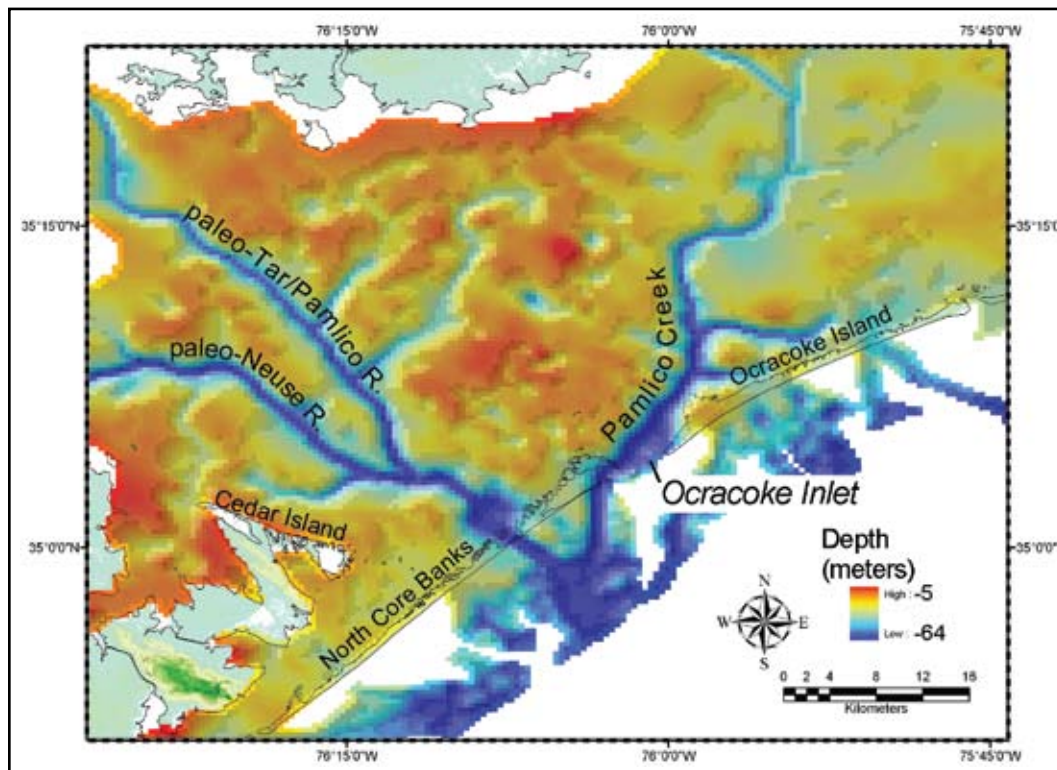 76°15'0"W 76°0'0"W 75°45'0"W
35°15'0"N 35°15'0"N
paleo-Tar/Pamlico R.
paleo-Neuse R.
Pamlico Creek
Ocracoke Island
Ocracoke Inlet
Cedar Island
North Core Banks
35°0'0"N 35°0'0"N
Depth
(meters)
High : -5
Low : -64
N
W E
S
0 2 4 8 12 16
Kilometers
76°15'0"W 76°0'0"W 75°45'0"W